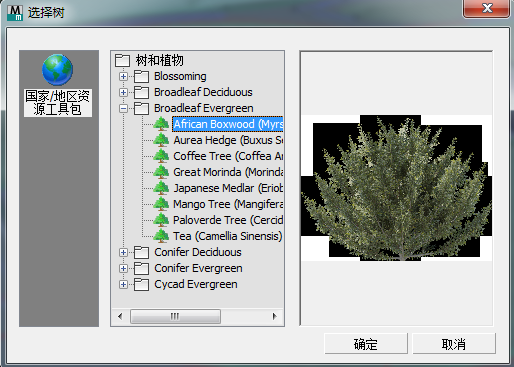 选择树
国家/地区资
源工具包
树和植物
Blossoming
Broadleaf Deciduous
Broadleaf Evergreen
African Boxwood (Myrs
Aurea Hedge (Buxus Se
Coffee Tree (Coffea Ar
Great Morinda (Morinda
Japanese Medlar (Eriob
Mango Tree (Mangifera
Paloverde Tree (Cercid
Tea (Camellia Sinensis)
Conifer Deciduous
Conifer Evergreen
Cycad Evergreen
确定
取消